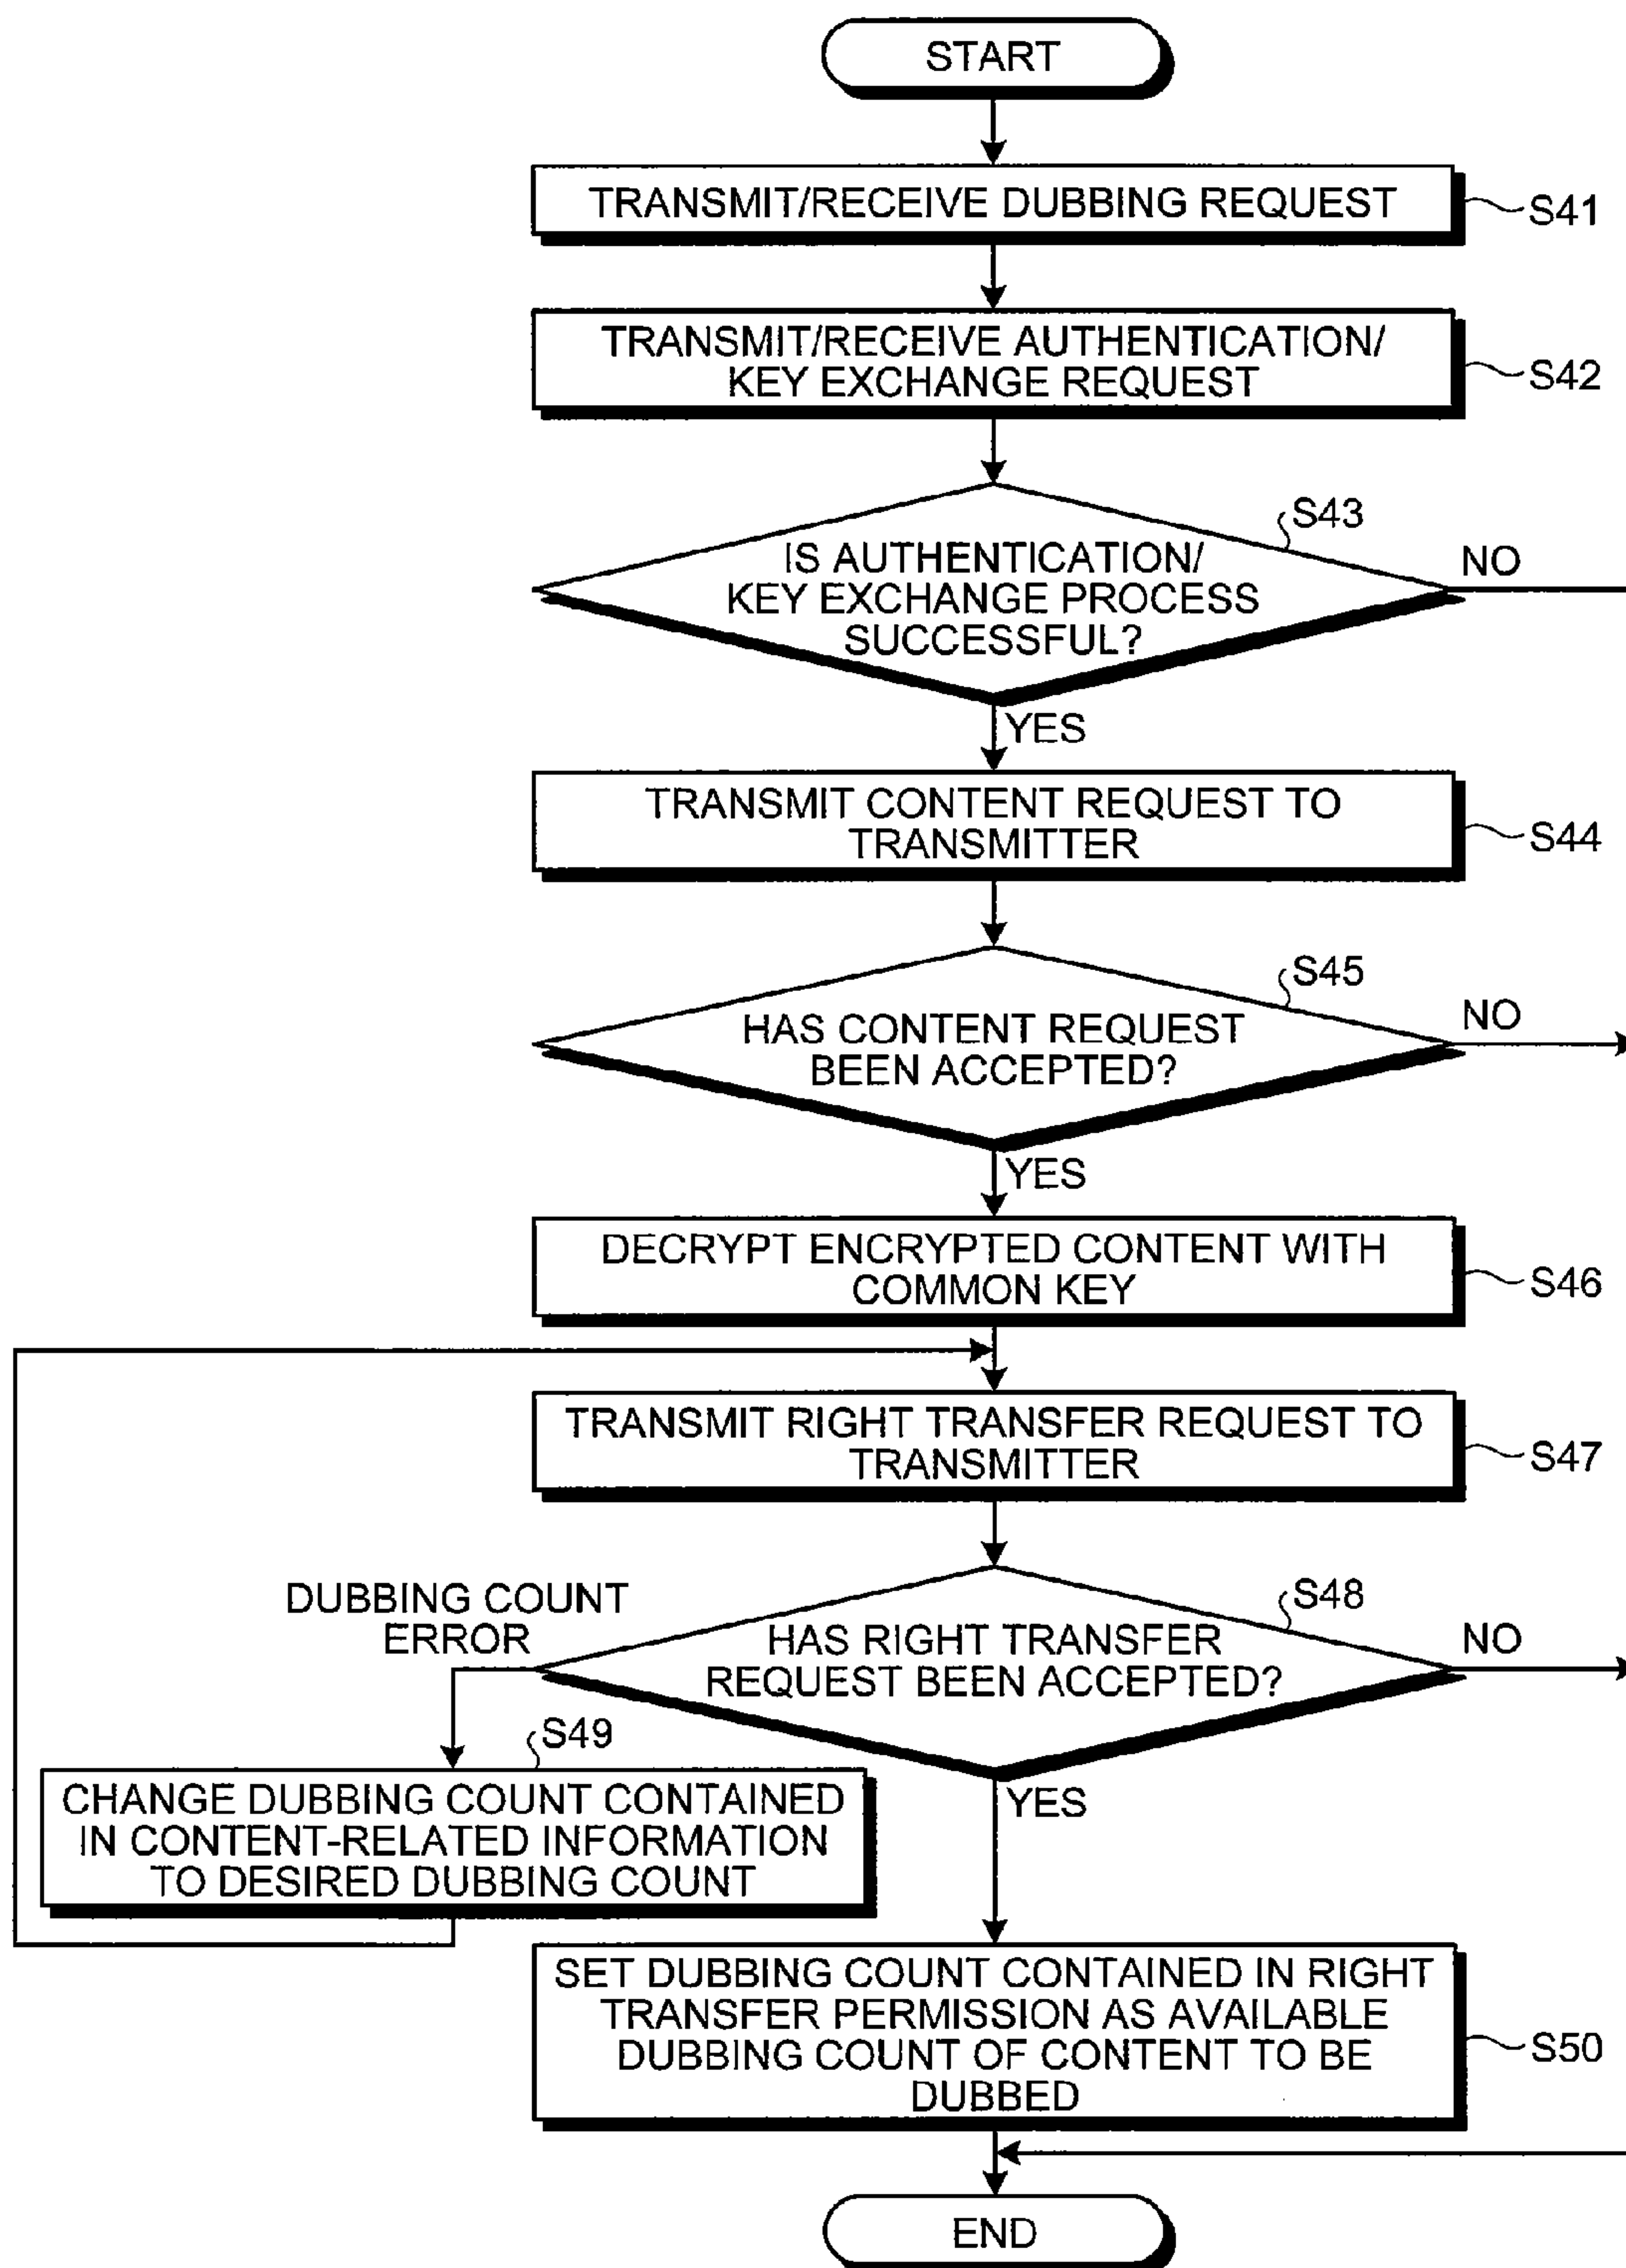 START
TRANSMIT/RECEIVE DUBBING REQUEST
S41
TRANSMIT/RECEIVE AUTHENTICATION/
KEY EXCHANGE REQUEST
S42
S43
IS AUTHENTICATION/
KEY EXCHANGE PROCESS
SUCCESSFUL?
NO
YES
TRANSMIT CONTENT REQUEST TO
TRANSMITTER
S44
S45
HAS CONTENT REQUEST
BEEN ACCEPTED?
NO
YES
DECRYPT ENCRYPTED CONTENT WITH
COMMON KEY
S46
TRANSMIT RIGHT TRANSFER REQUEST TO
TRANSMITTER
S47
DUBBING COUNT
ERROR
S48
HAS RIGHT TRANSFER
REQUEST BEEN ACCEPTED?
NO
S49
CHANGE DUBBING COUNT CONTAINED
IN CONTENT-RELATED INFORMATION
TO DESIRED DUBBING COUNT
YES
SET DUBBING COUNT CONTAINED IN RIGHT
TRANSFER PERMISSION AS AVAILABLE
DUBBING COUNT OF CONTENT TO BE
DUBBED
S50
END